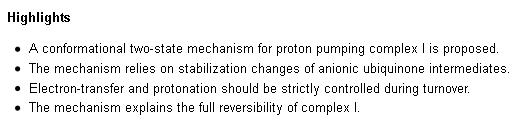 Highlights
• A conformational two-state mechanism for proton pumping complex I is proposed.
• The mechanism relies on stabilization changes of anionic ubiquinone intermediates.
• Electron-transfer and protonation should be strictly controlled during turnover.
• The mechanism explains the full reversibility of complex I.